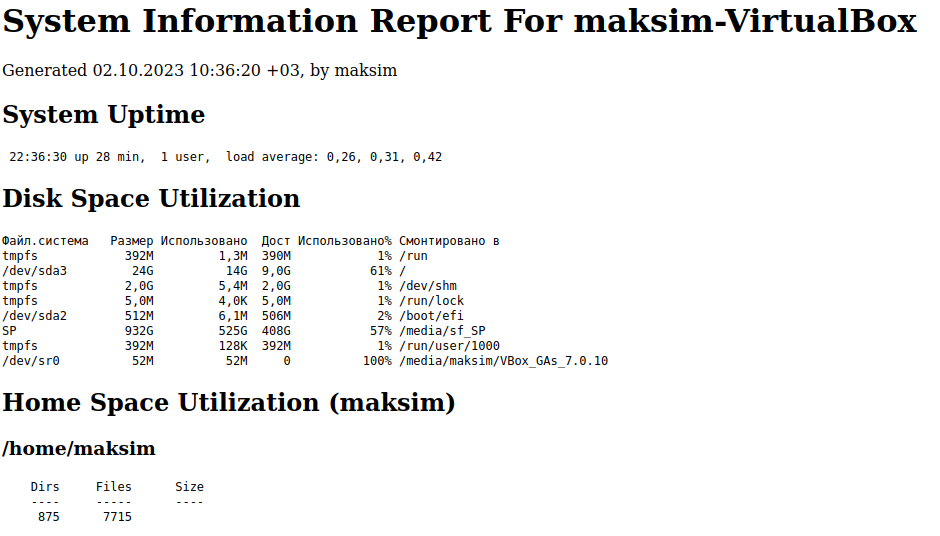 System Information Report For maksim-VirtualBox
Generated 02.10.2023 10:36:20 +03, by maksim
System Uptime
22:36:30 up 28 min,  1 user,  load average: 0,26, 0,31, 0,42
Disk Space Utilization
Файл.система   Размер Использовано  Дост Использовано% Смонтировано в
tmpfs            392M         1,3M  390M            1% /run
/dev/sda3         24G          14G  9,0G           61% /
tmpfs            2,0G         5,4M  2,0G            1% /dev/shm
tmpfs            5,0M         4,0K  5,0M            1% /run/lock
/dev/sda2        512M         6,1M  506M            2% /boot/efi
SP               932G         525G  408G           57% /media/sf_SP
tmpfs            392M         128K  392M            1% /run/user/1000
/dev/sr0          52M          52M     0          100% /media/maksim/VBox_GAs_7.0.10
Home Space Utilization (maksim)
/home/maksim
    Dirs     Files      Size
    ----     -----      ----
     875      7715